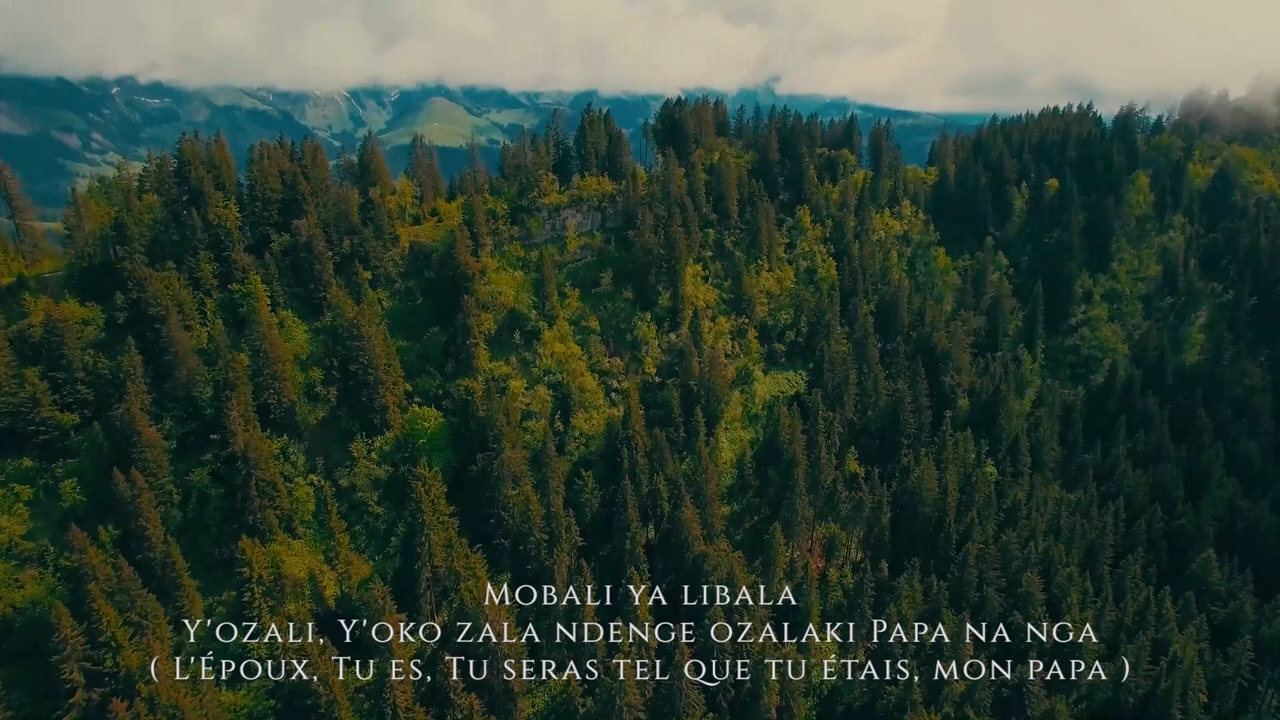 Mobali ya libala
Y'ozali, Y'oko zala ndenge ozalaki Papa na nga
( L'Époux, Tu es, Tu seras tel que tu étais, mon papa )